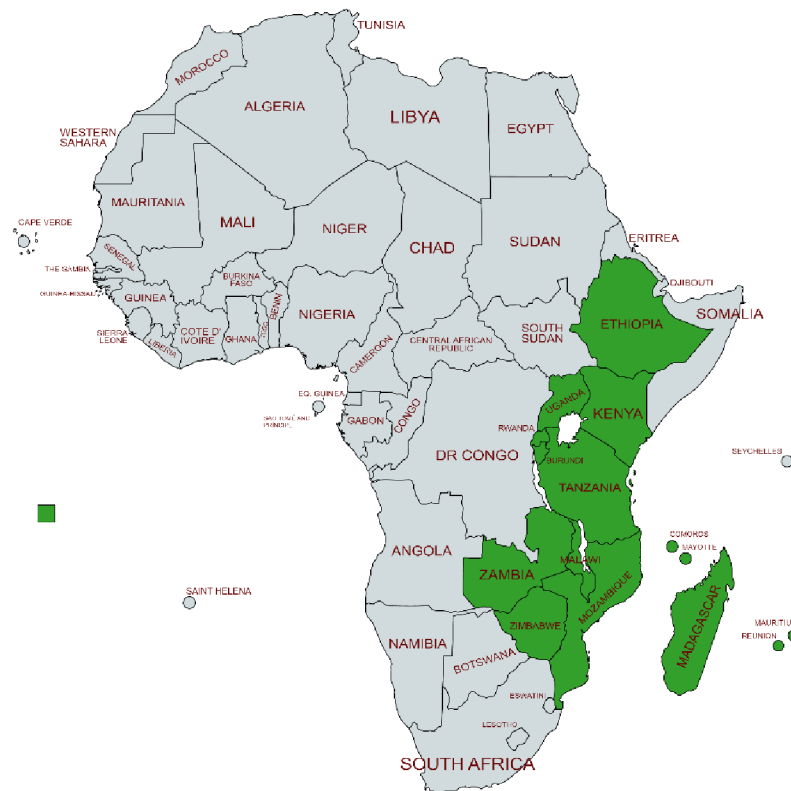 TUNISIA
MOROCCO
ALGERIA
LIBYA
EGYPT
WESTERN
SAHARA
MAURITANIA
MALI
NIGER
CHAD
SUDAN
ERITREA
CAPE VERDE
SENEGAL
THE GAMBIA
GUINEA-BISSAU
GUINEA
BURKINA
FASO
BENIN
TOGO
NIGERIA
DJIBOUTI
SOMALIA
ETHIOPIA
SIERRA
LEONE
LIBERIA
COTE D'
IVOIRE
GHANA
CAMEROON
CENTRAL AFRICAN
REPUBLIC
SOUTH
SUDAN
EQ. GUINEA
SAO TOMÉ AND
PRINCIPE
GABON
CONGO
UGANDA
KENYA
RWANDA
DR CONGO
BURUNDI
TANZANIA
SEYCHELLES
ANGOLA
ZAMBIA
MALAWI
COMOROS
MAYOTTE
SAINT HELENA
MOZAMBIQUE
MADAGASCAR
ZIMBABWE
MAURITIU
REUNION
NAMIBIA
BOTSWANA
ESWATINI
LESOTHO
SOUTH AFRICA